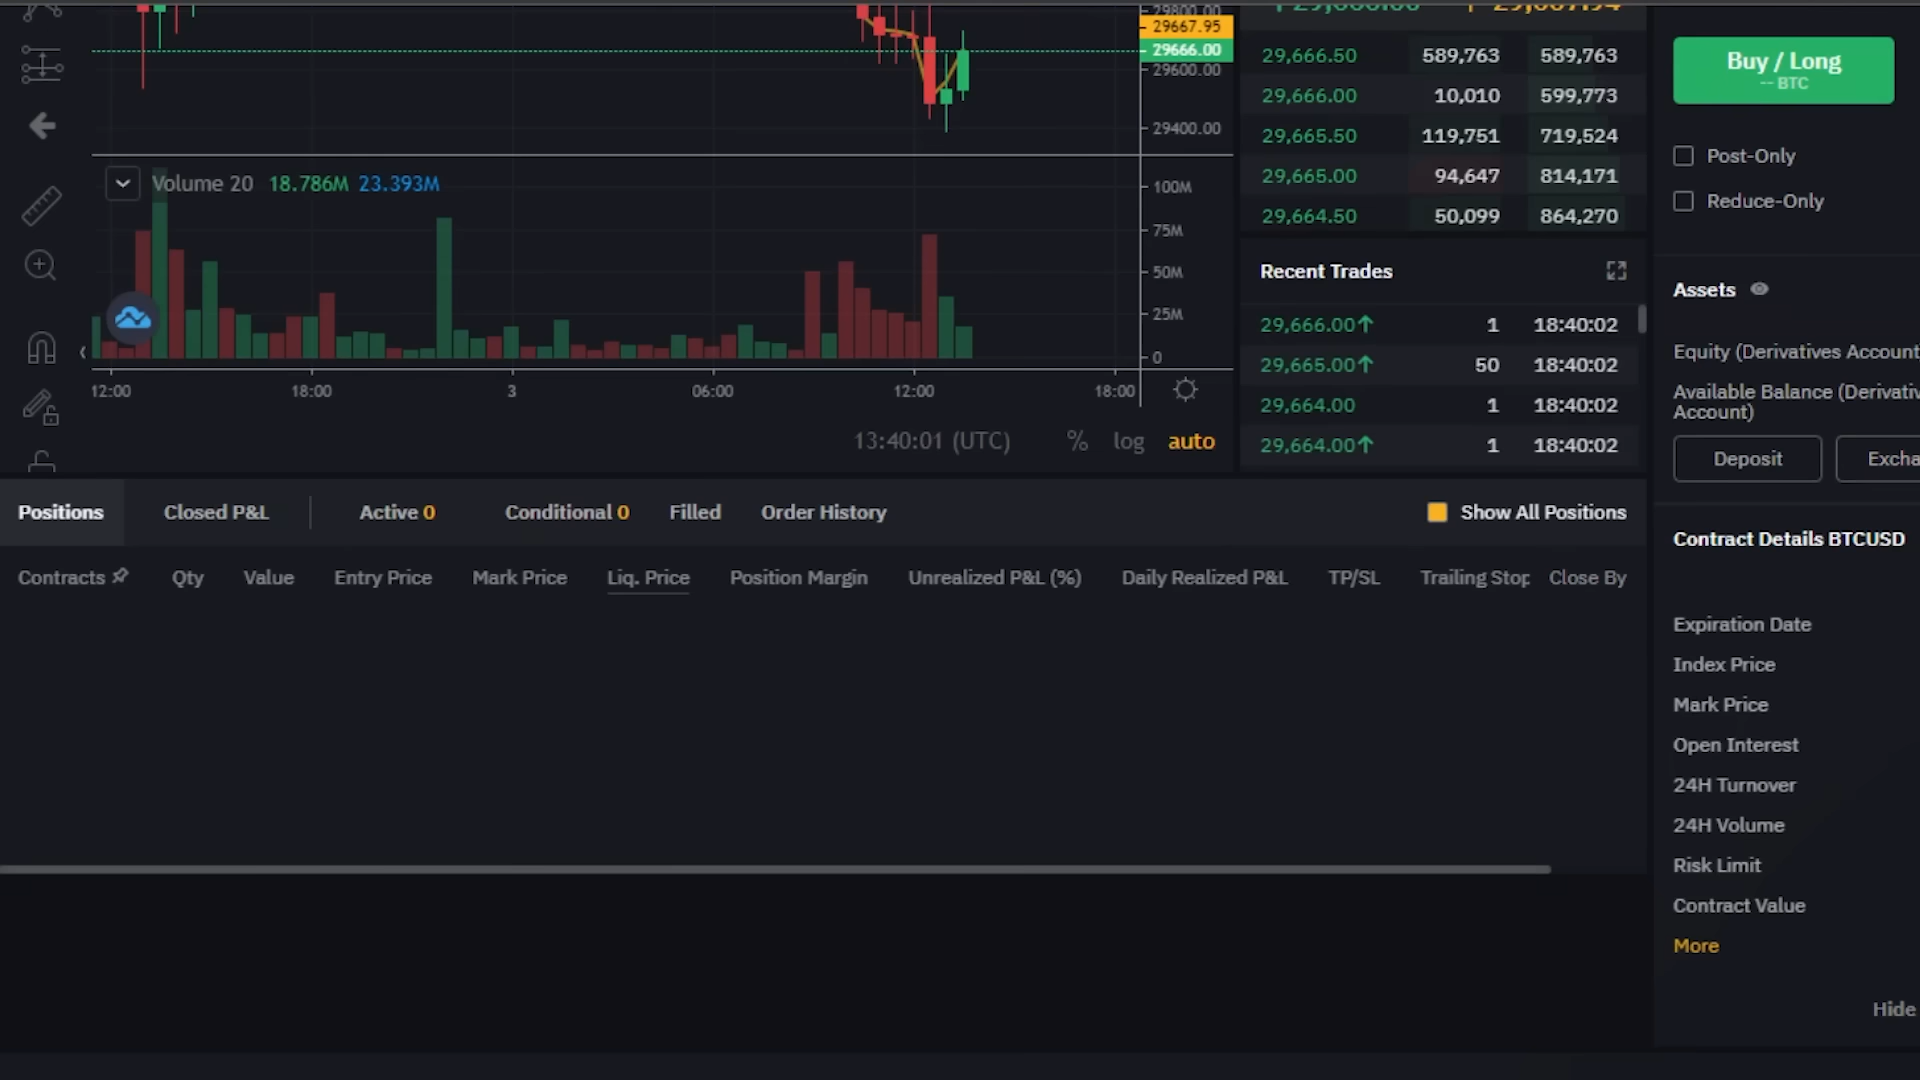 29800.00
29667.95
29666.00
29600.00
29400.00
Volume 20 18.786M 23.393M
100M
75M
50M
25M
0
12:00 18:00 3 06:00 12:00 18:00
13:40:01 (UTC) % log auto
29,666.50 589,763 589,763
29,666.00 10,010 599,773
29,665.50 119,751 719,524
29,665.00 94,647 814,171
29,664.50 50,099 864,270
Recent Trades
29,666.00↑ 1 18:40:02
29,665.00↑ 50 18:40:02
29,664.00 1 18:40:02
29,664.00↑ 1 18:40:02
Buy / Long
-- BTC
Post-Only
Reduce-Only
Assets
Equity (Derivatives Account
Available Balance (Derivativ
Account)
Deposit Excha
Positions Closed P&L Active 0 Conditional 0 Filled Order History Show All Positions
Contracts Qty Value Entry Price Mark Price Liq. Price Position Margin Unrealized P&L (%) Daily Realized P&L TP/SL Trailing Stop Close By
Contract Details BTCUSD
Expiration Date
Index Price
Mark Price
Open Interest
24H Turnover
24H Volume
Risk Limit
Contract Value
More
Hide